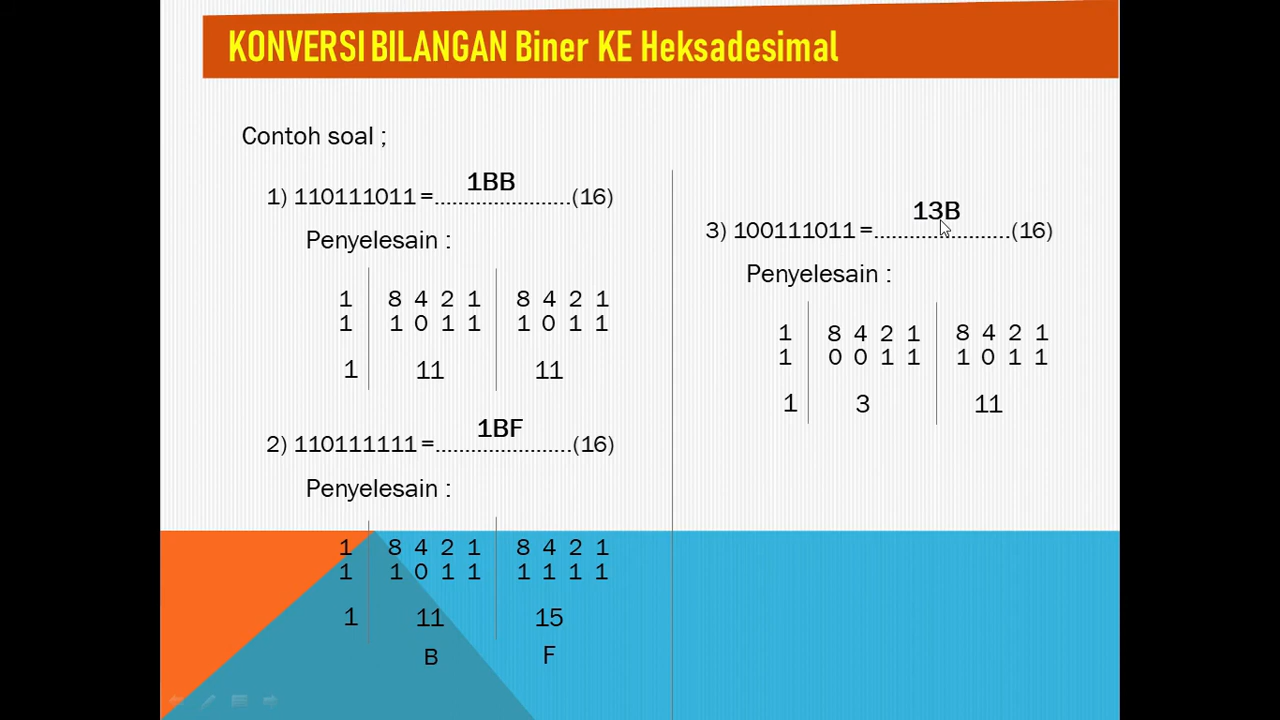 KONVERSI BILANGAN Biner KE Heksadesimal
Contoh soal ;
1) 110111011 =.......................(16)
1BB
Penyelesain :
1 8 4 2 1 8 4 2 1
1 1 0 1 1 1 0 1 1
1 11 11
2) 110111111 =.......................(16)
1BF
Penyelesain :
1 8 4 2 1 8 4 2 1
1 1 0 1 1 1 1 1 1
1 11 15
B F
3) 100111011 =.......................(16)
13B
Penyelesain :
1 8 4 2 1 8 4 2 1
1 0 0 1 1 1 0 1 1
1 3 11